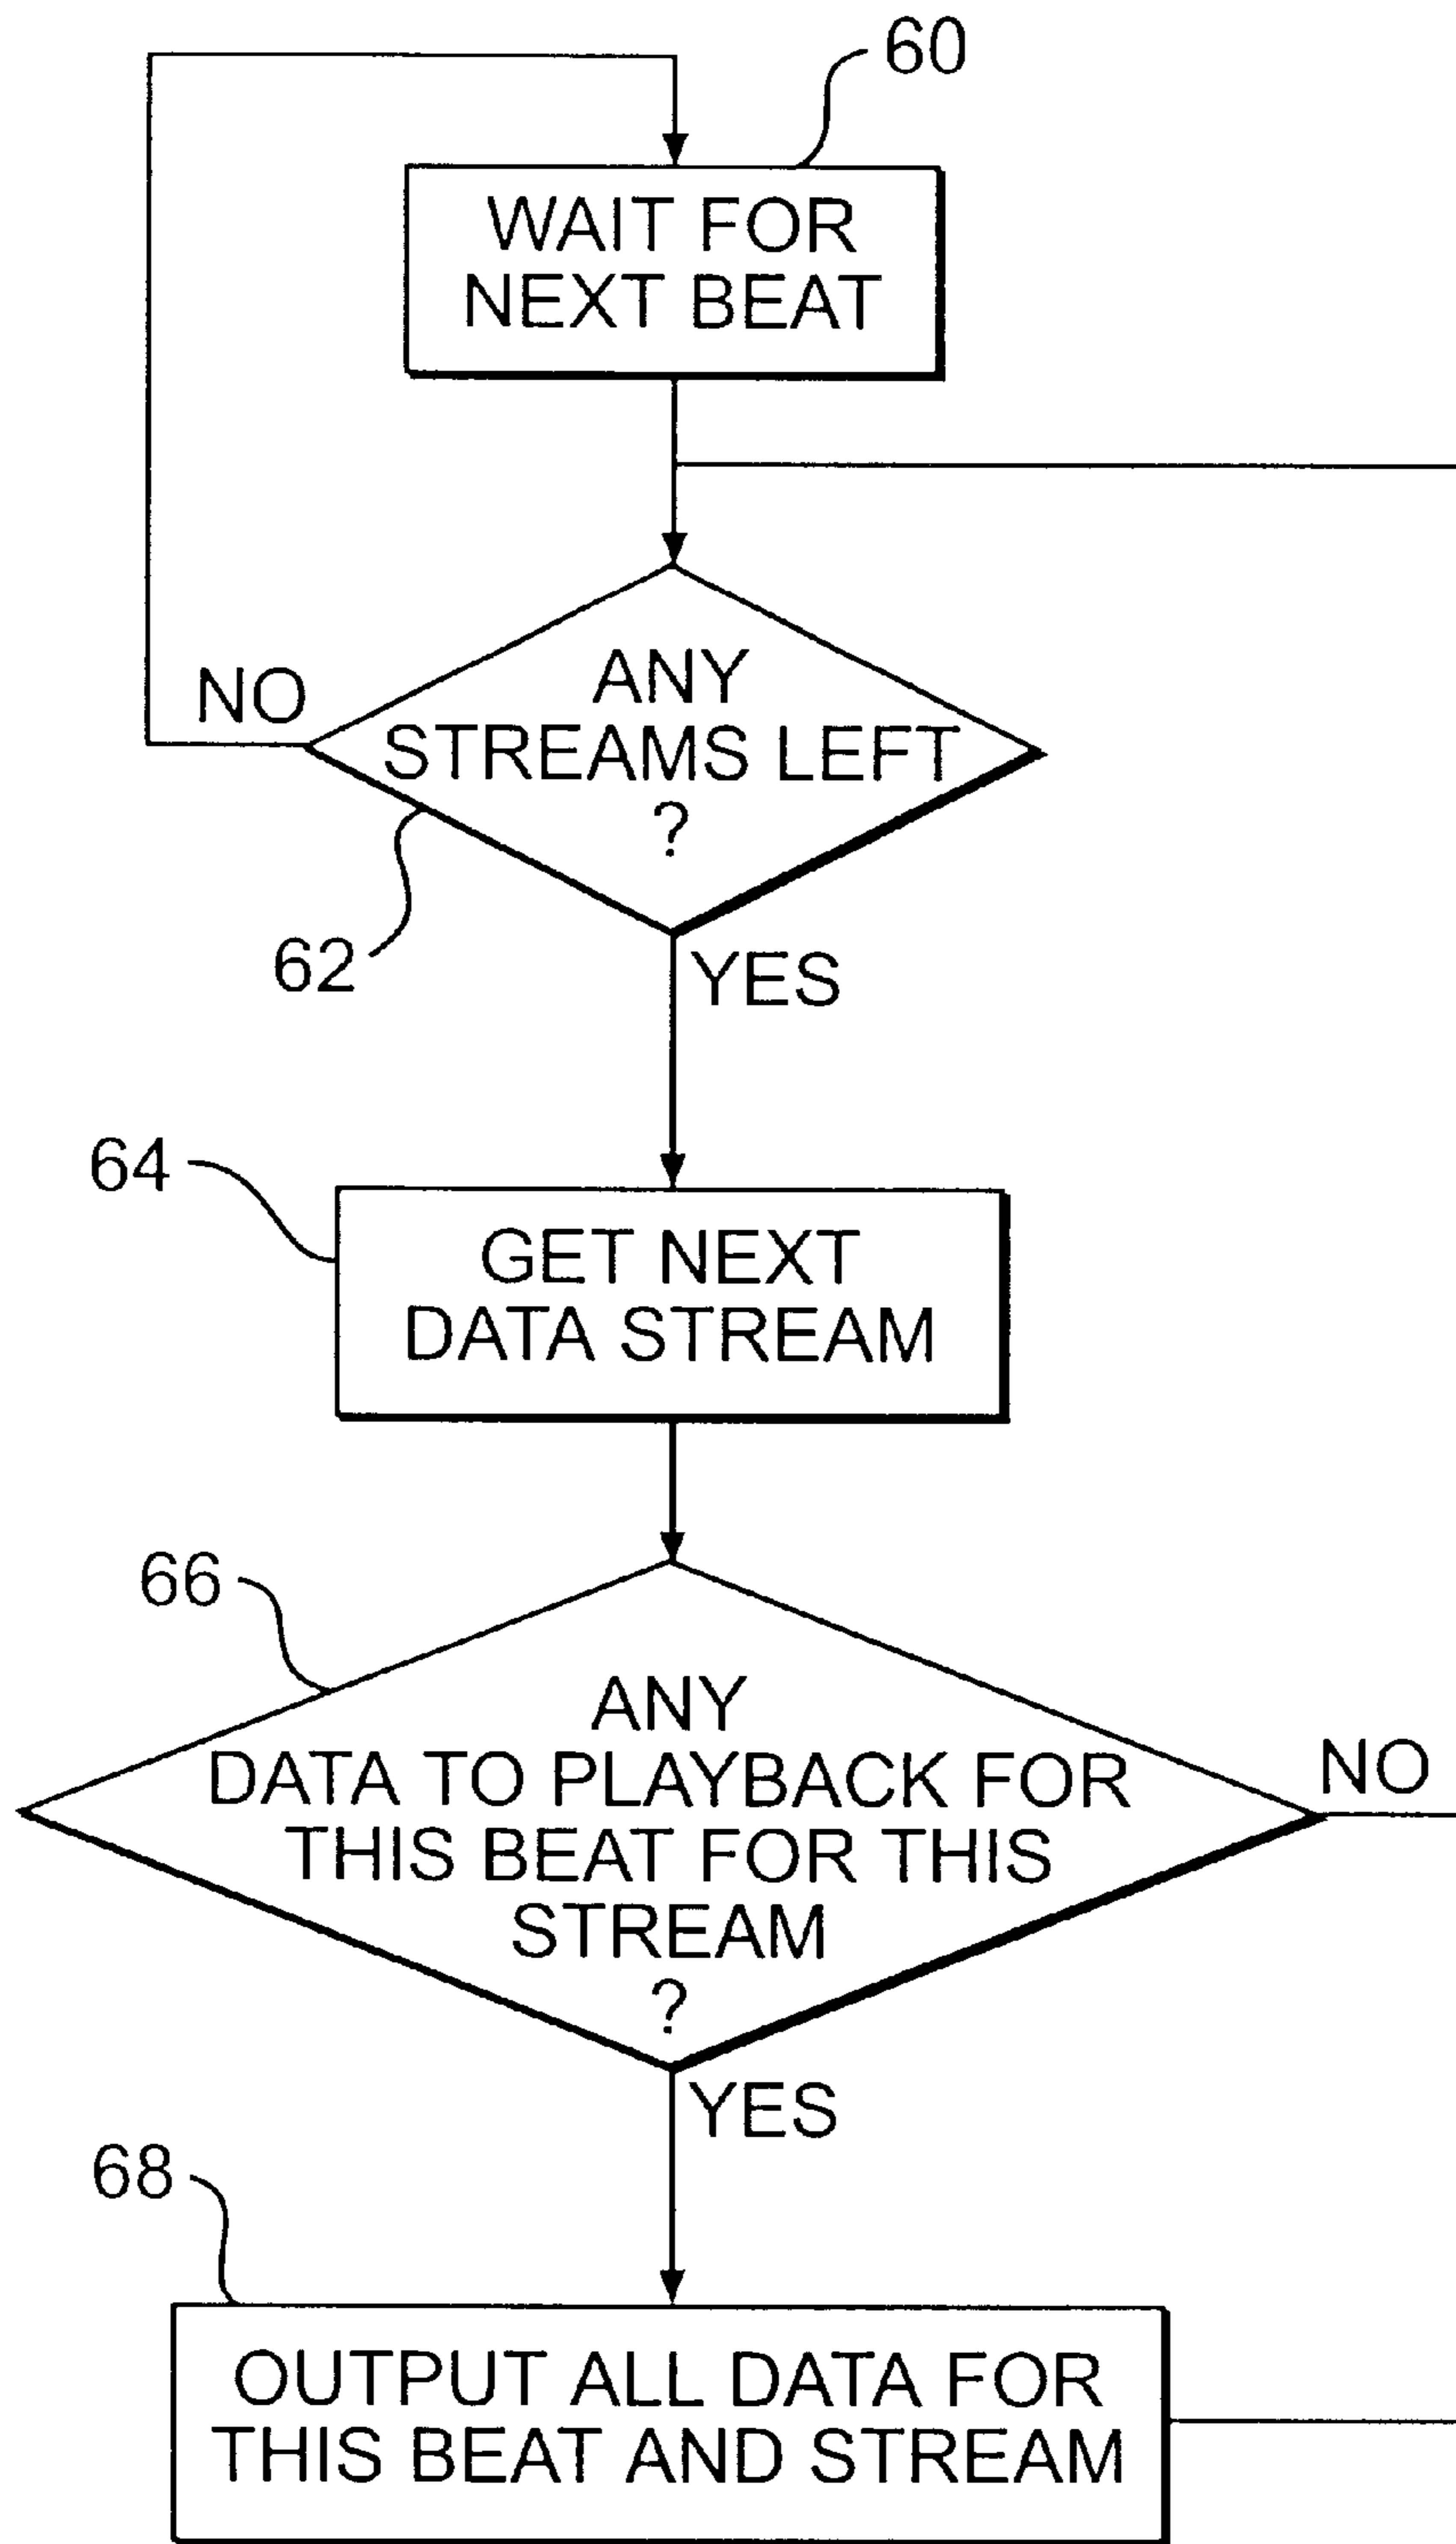 60
WAIT FOR
NEXT BEAT
NO
ANY
STREAMS LEFT
?
62
YES
64
GET NEXT
DATA STREAM
66
ANY
DATA TO PLAYBACK FOR
THIS BEAT FOR THIS
STREAM
?
NO
YES
68
OUTPUT ALL DATA FOR
THIS BEAT AND STREAM